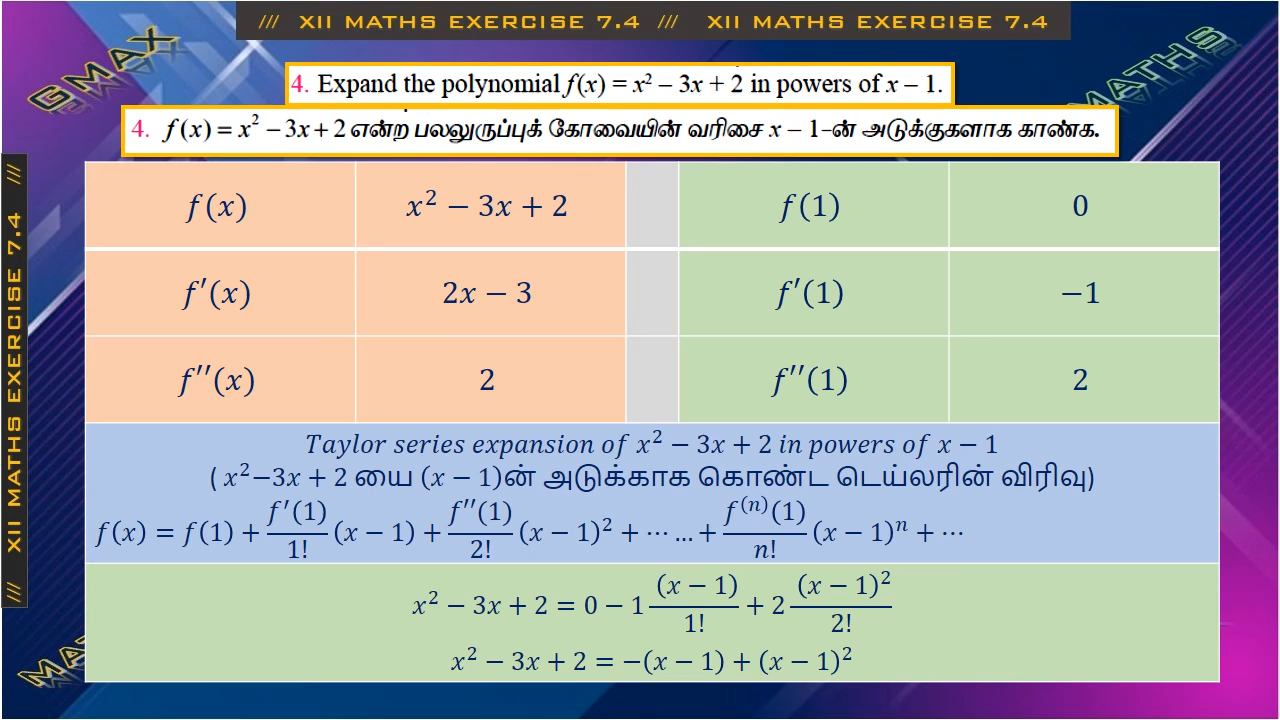 /// XII MATHS EXERCISE 7.4 /// XII MATHS EXERCISE 7.4
GMAX
MATHS
4. Expand the polynomial f(x) = x² – 3x + 2 in powers of x – 1.
4. f(x) = x² – 3x + 2 என்ற பலலுருப்புக் கோவையின் வரிசை x – 1-ன் அடுக்குகளாக காண்க.
/// XII MATHS EXERCISE 7.4 ///
f(x) x² − 3x + 2 f(1) 0
f′(x) 2x − 3 f′(1) −1
f′′(x) 2 f′′(1) 2
Taylor series expansion of x² − 3x + 2 in powers of x − 1
( x²−3x + 2 யை (x − 1)ன் அடுக்காக கொண்ட டெய்லரின் விரிவு)
f(x) = f(1) + f′(1)/1! (x − 1) + f′′(1)/2! (x − 1)² + ⋯ … + f⁽ⁿ⁾(1)/n! (x − 1)ⁿ + ⋯
x² − 3x + 2 = 0 − 1 (x − 1)/1! + 2 (x − 1)²/2!
x² − 3x + 2 = −(x − 1) + (x − 1)²